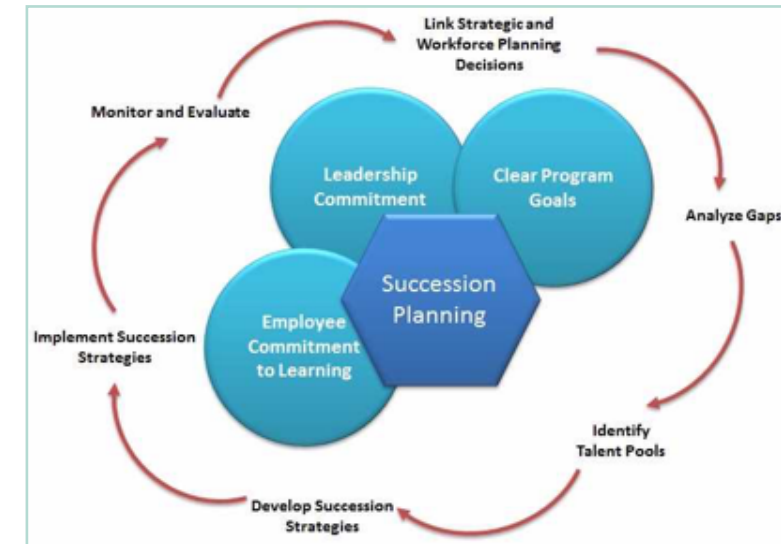 Link Strategic and
Workforce Planning
Decisions
Monitor and Evaluate
Leadership
Commitment
Clear Program
Goals
Analyze Gaps
Succession
Planning
Employee
Commitment
to Learning
Implement Succession
Strategies
Identify
Talent Pools
Develop Succession
Strategies